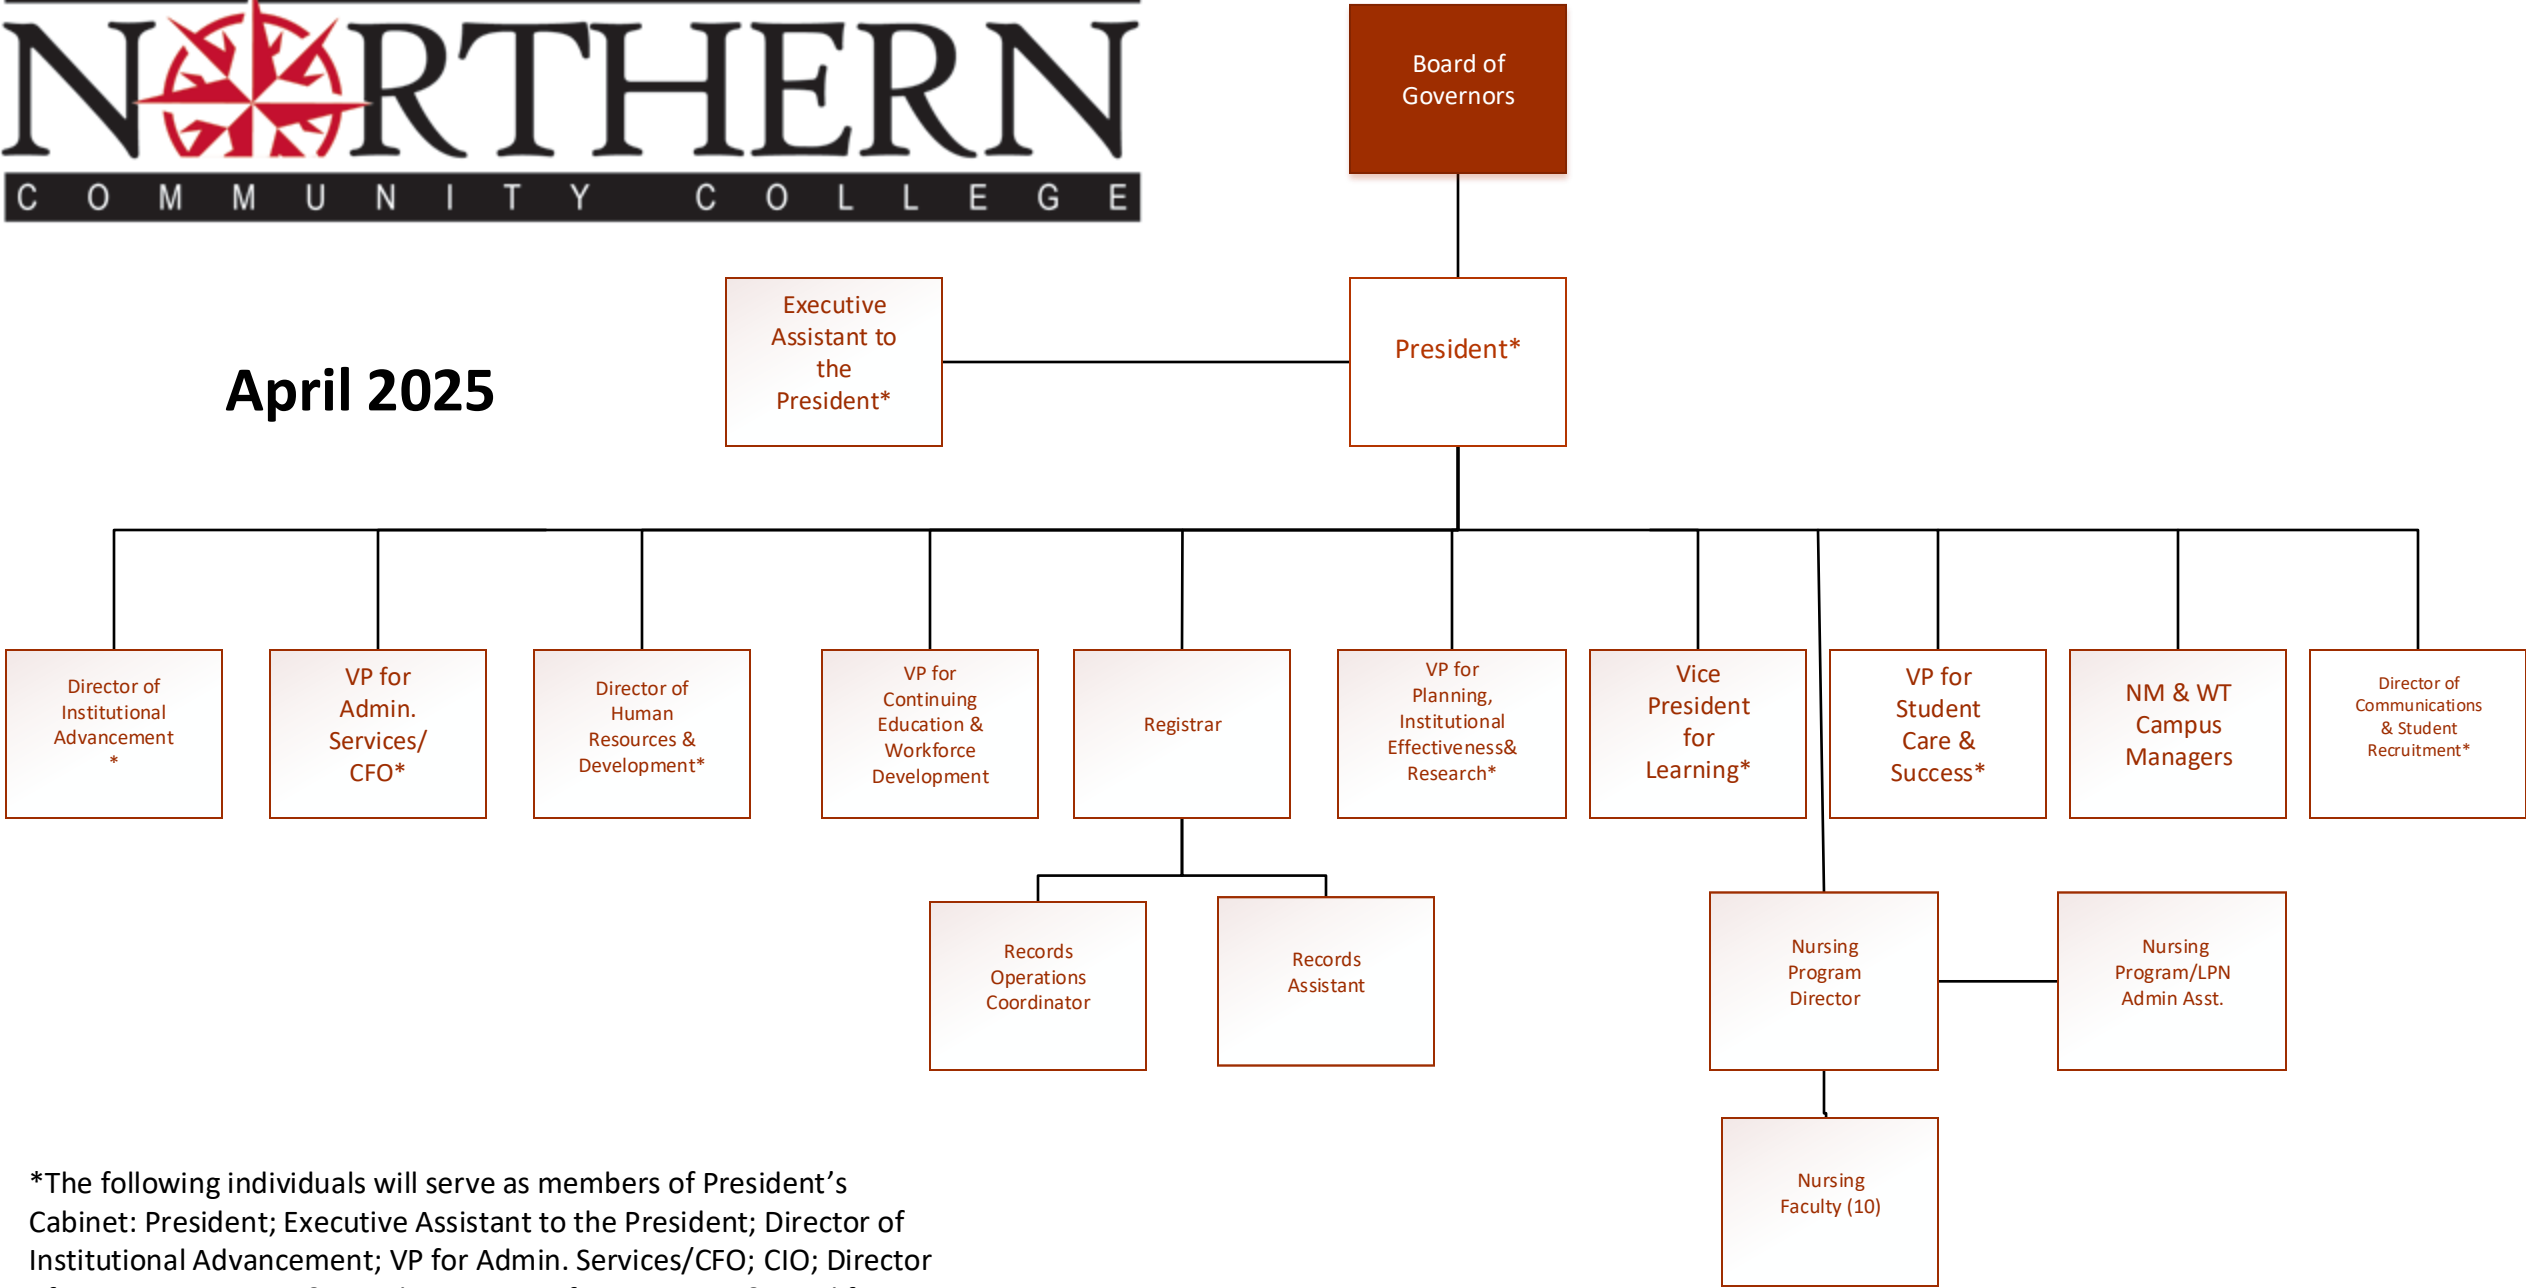 NORTHERN
COMMUNITY COLLEGE
Board of
Governors
Executive
Assistant to
the
President*
President*
April 2025
Director of
Institutional
Advancement
*
VP for
Admin.
Services/
CFO*
Director of
Human
Resources &
Development*
VP for
Continuing
Education &
Workforce
Development
Registrar
VP for
Planning,
Institutional
Effectiveness&
Research*
Vice
President
for
Learning*
VP for
Student
Care &
Success*
NM & WT
Campus
Managers
Director of
Communications
& Student
Recruitment*
Records
Operations
Coordinator
Records
Assistant
Nursing
Program
Director
Nursing
Program/LPN
Admin Asst.
Nursing
Faculty (10)
*The following individuals will serve as members of President’s
Cabinet: President; Executive Assistant to the President; Director of
Institutional Advancement; VP for Admin. Services/CFO; CIO; Director